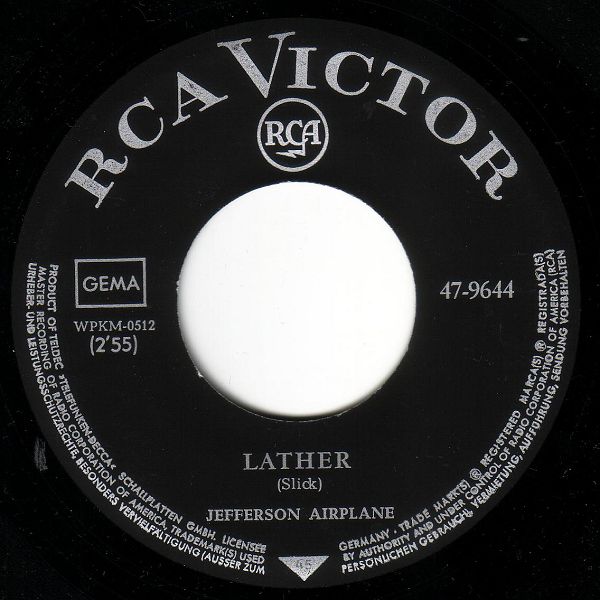 RCA VICTOR
RCA
GEMA
47-9644
WPKM-0512
(2'55)
LATHER
(Slick)
JEFFERSON AIRPLANE
PRODUCT OF TELDEC »TELEFUNKEN-DECCA« SCHALLPLATTEN GMBH. LICENSEE
MASTER RECORDING OF RADIO CORPORATION OF AMERICA, TRADEMARK(S) USED
URHEBER- UND LEISTUNGSSCHUTZRECHTE, BESONDERS VERVIELFÄLTIGUNG (AUSSER ZUM
GERMANY · TRADE MARK(S) ® REGISTERED MARCA(S) ® REGISTRADA(S)
BY AUTHORITY AND UNDER CONTROL OF RADIO CORPORATION OF AMERICA (RCA)
PERSÖNLICHEN GEBRAUCH), VERMIETUNG, AUFFÜHRUNG, SENDUNG VORBEHALTEN
45